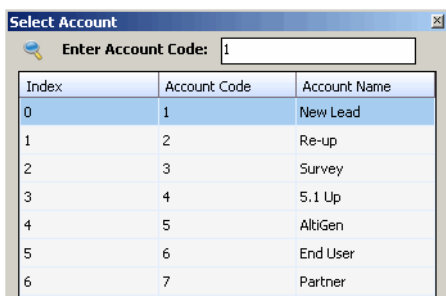 Select Account
Enter Account Code: 1
Index Account Code Account Name
0 1 New Lead
1 2 Re-up
2 3 Survey
3 4 5.1 Up
4 5 AltiGen
5 6 End User
6 7 Partner